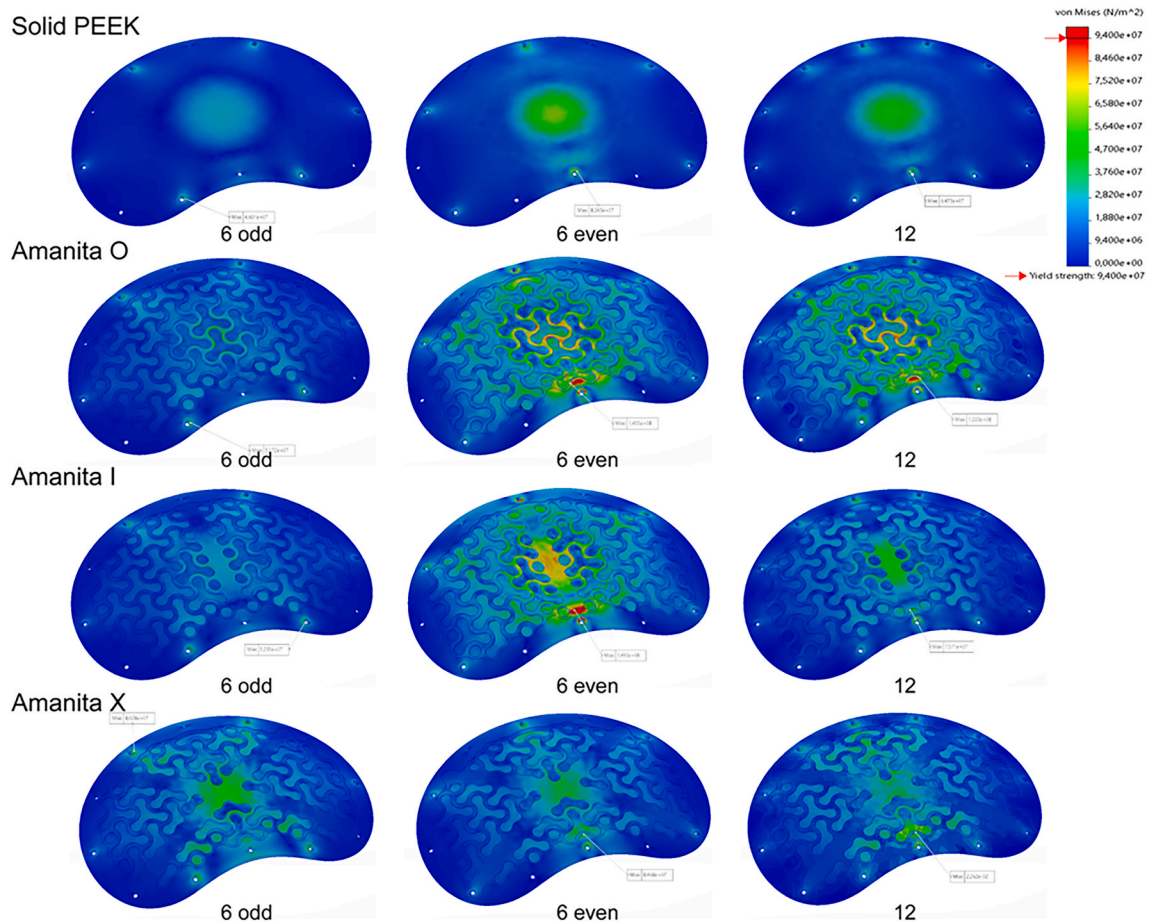 Solid PEEK
von Mises (N/m^2)
9,400e+07
8,460e+07
7,520e+07
6,580e+07
5,640e+07
4,700e+07
3,760e+07
2,820e+07
1,880e+07
9,400e+06
0,000e+00
Yield strength: 9,400e+07
6 odd
6 even
12
Amanita O
6 odd
6 even
12
Amanita I
6 odd
6 even
12
Amanita X
6 odd
6 even
12